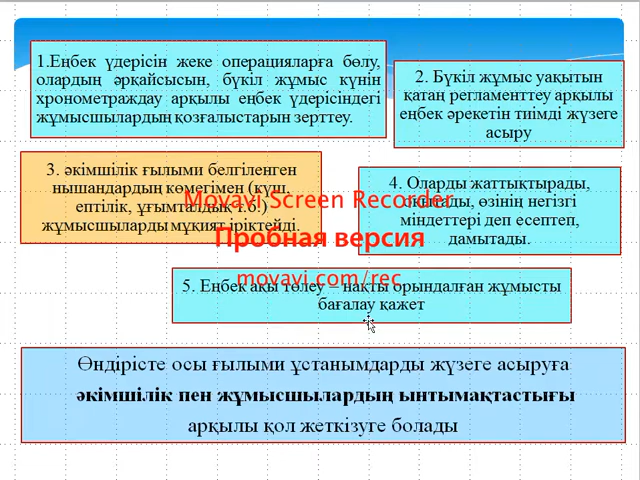 1.Еңбек үдерісін жеке операцияларға бөлу,
олардың әрқайсысын, бүкіл жұмыс күнін
хронометраждау арқылы еңбек үдерісіндегі
жұмысшылардың қозғалыстарын зерттеу.
2. Бүкіл жұмыс уақытын
қатаң регламенттеу арқылы
еңбек әрекетін тиімді жүзеге
асыру
3. әкімшілік ғылыми белгіленген
нышандардың көмегімен (күш,
ептілік, ұғымталдық т.б.)
жұмысшыларды мұқият іріктейді.
4. Оларды жаттықтырады,
оқытады, өзінің негізгі
міндеттері деп есептеп,
дамытады.
Movavi Screen Recorder
Пробная версия
movavi.com/rec
5. Еңбек ақы төлеу – нақты орындалған жұмысты
бағалау қажет
Өндірісте осы ғылыми ұстанымдарды жүзеге асыруға
әкімшілік пен жұмысшылардың ынтымақтастығы
арқылы қол жеткізуге болады